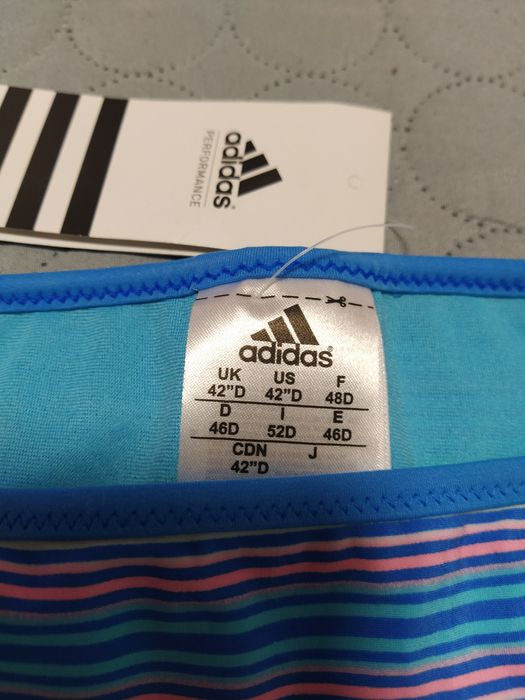 adidas
PERFORMANCE
adidas
UK US F
42"D 42"D 48D
D I E
46D 52D 46D
CDN J
42"D